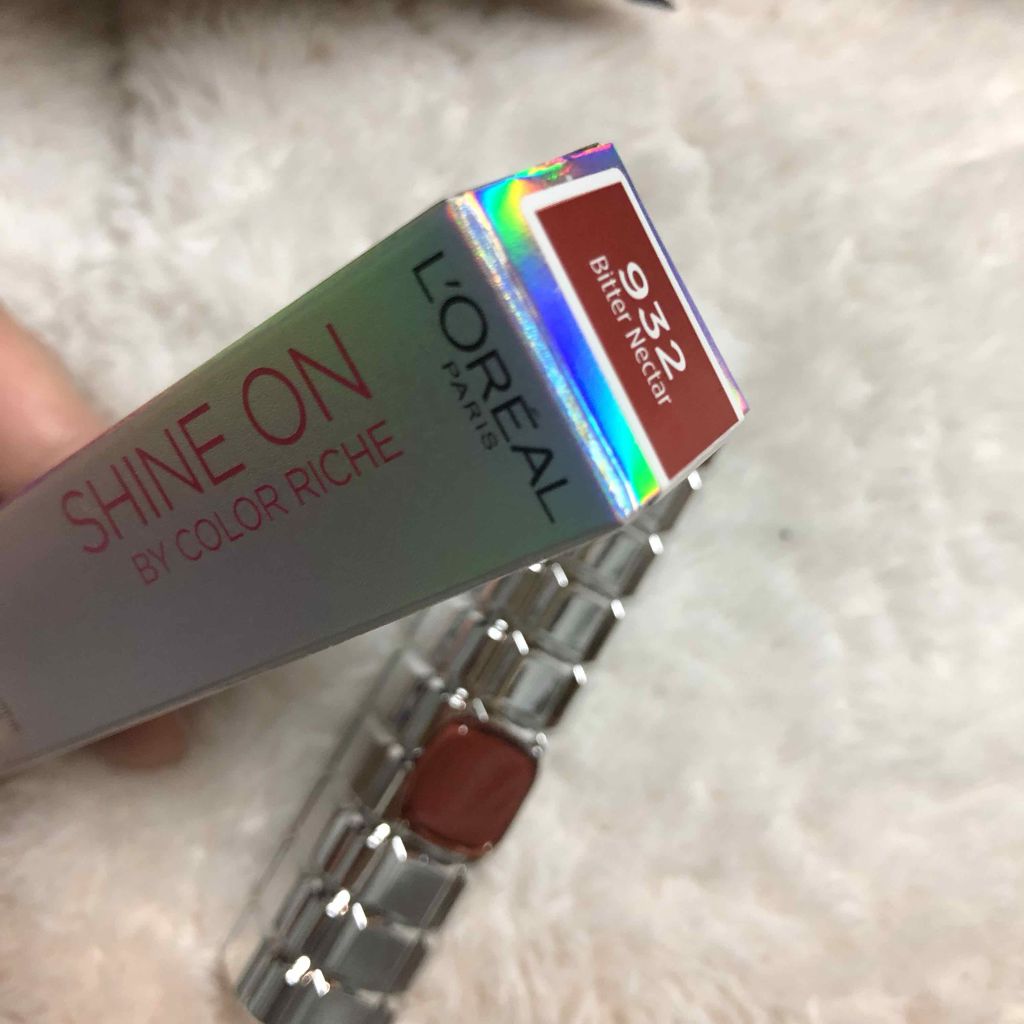 L'ORÉAL
PARIS
SHINE ON
BY COLOR RICHE
932
Bitter Nectar